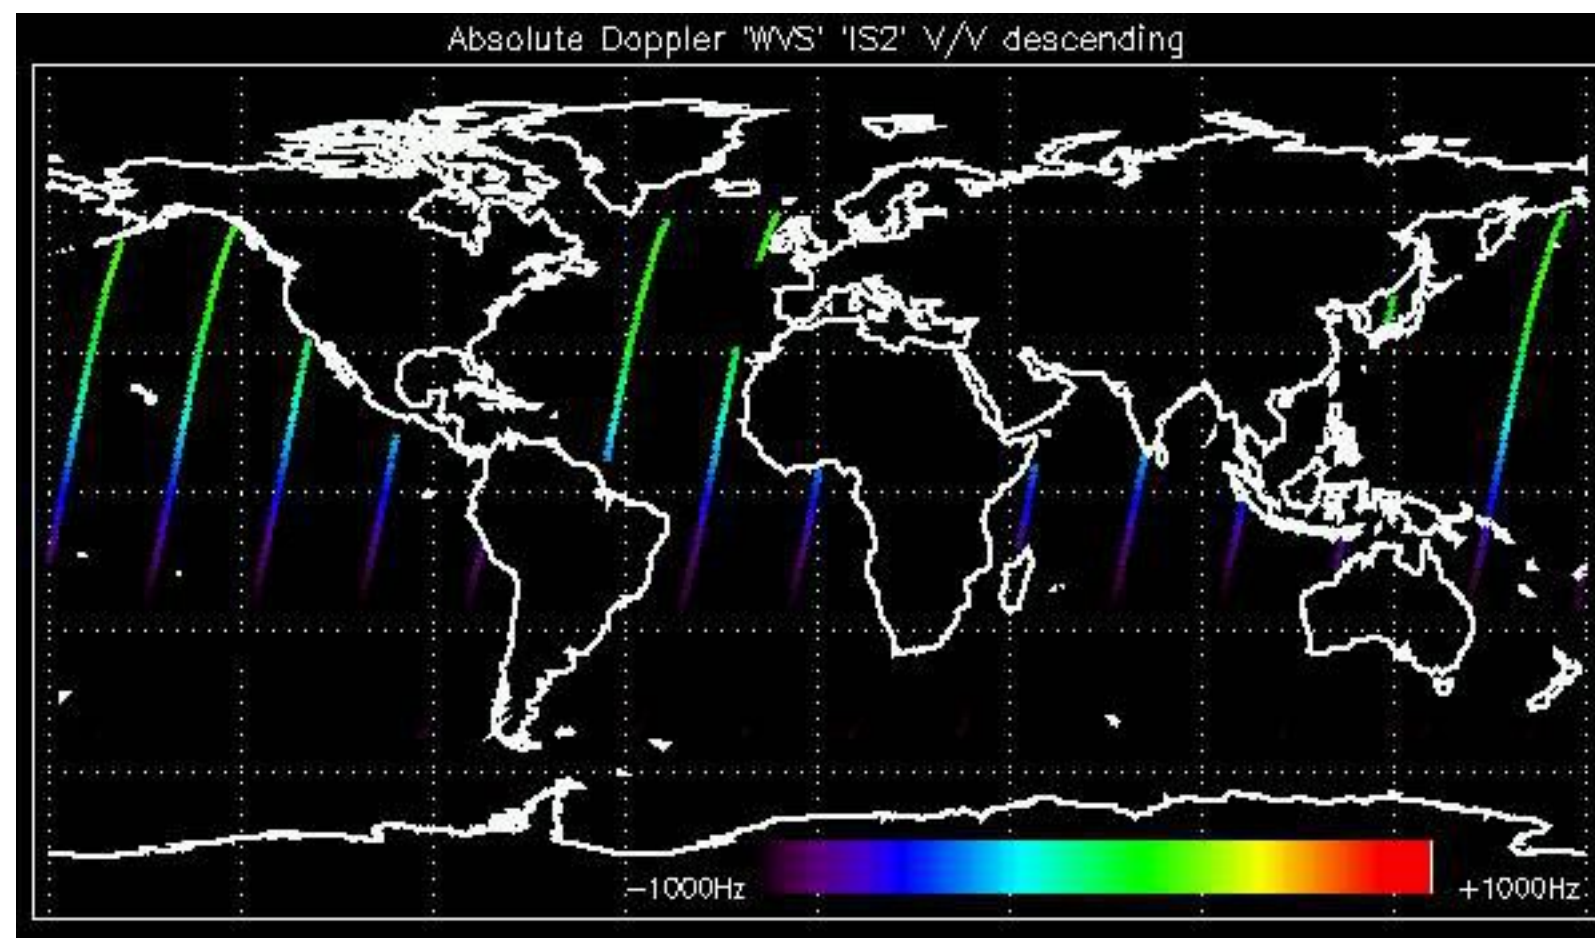 Absolute Doppler 'WVS' 'IS2' V/V descending
-1000Hz +1000Hz